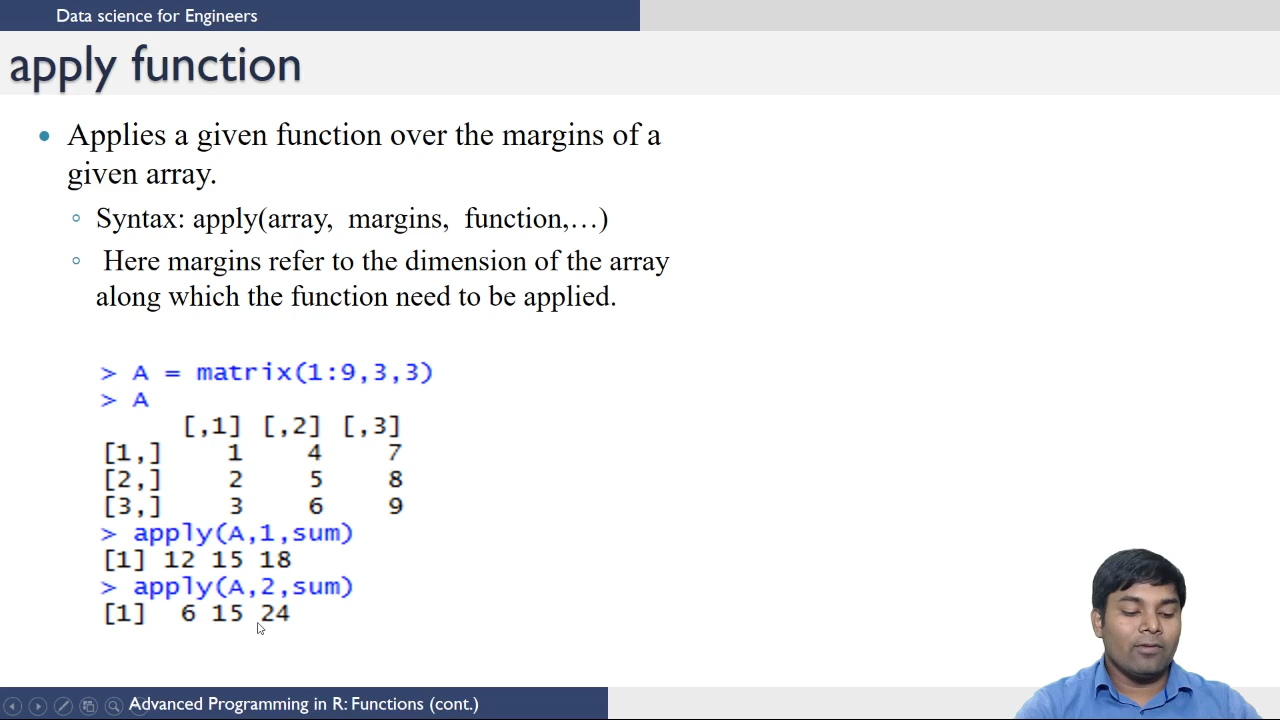 Data science for Engineers
apply function
• Applies a given function over the margins of a
given array.
◦ Syntax: apply(array, margins, function,…)
◦ Here margins refer to the dimension of the array
along which the function need to be applied.
> A = matrix(1:9,3,3)
> A
[,1] [,2] [,3]
[1,] 1 4 7
[2,] 2 5 8
[3,] 3 6 9
> apply(A,1,sum)
[1] 12 15 18
> apply(A,2,sum)
[1] 6 15 24
Advanced Programming in R: Functions (cont.)